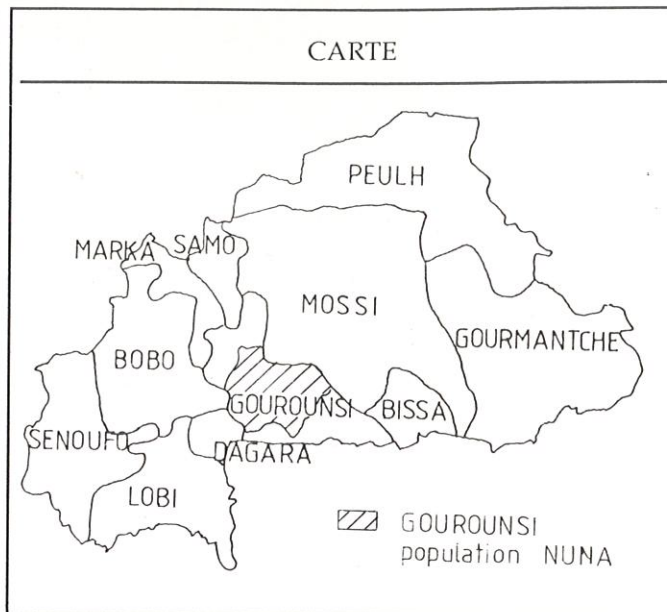 CARTE
PEULH
MARKA
SAMO
MOSSI
GOURMANTCHE
BOBO
GOUROUNSI
BISSA
SENOUFO
DAGARA
LOBI
GOUROUNSI
population NUNA